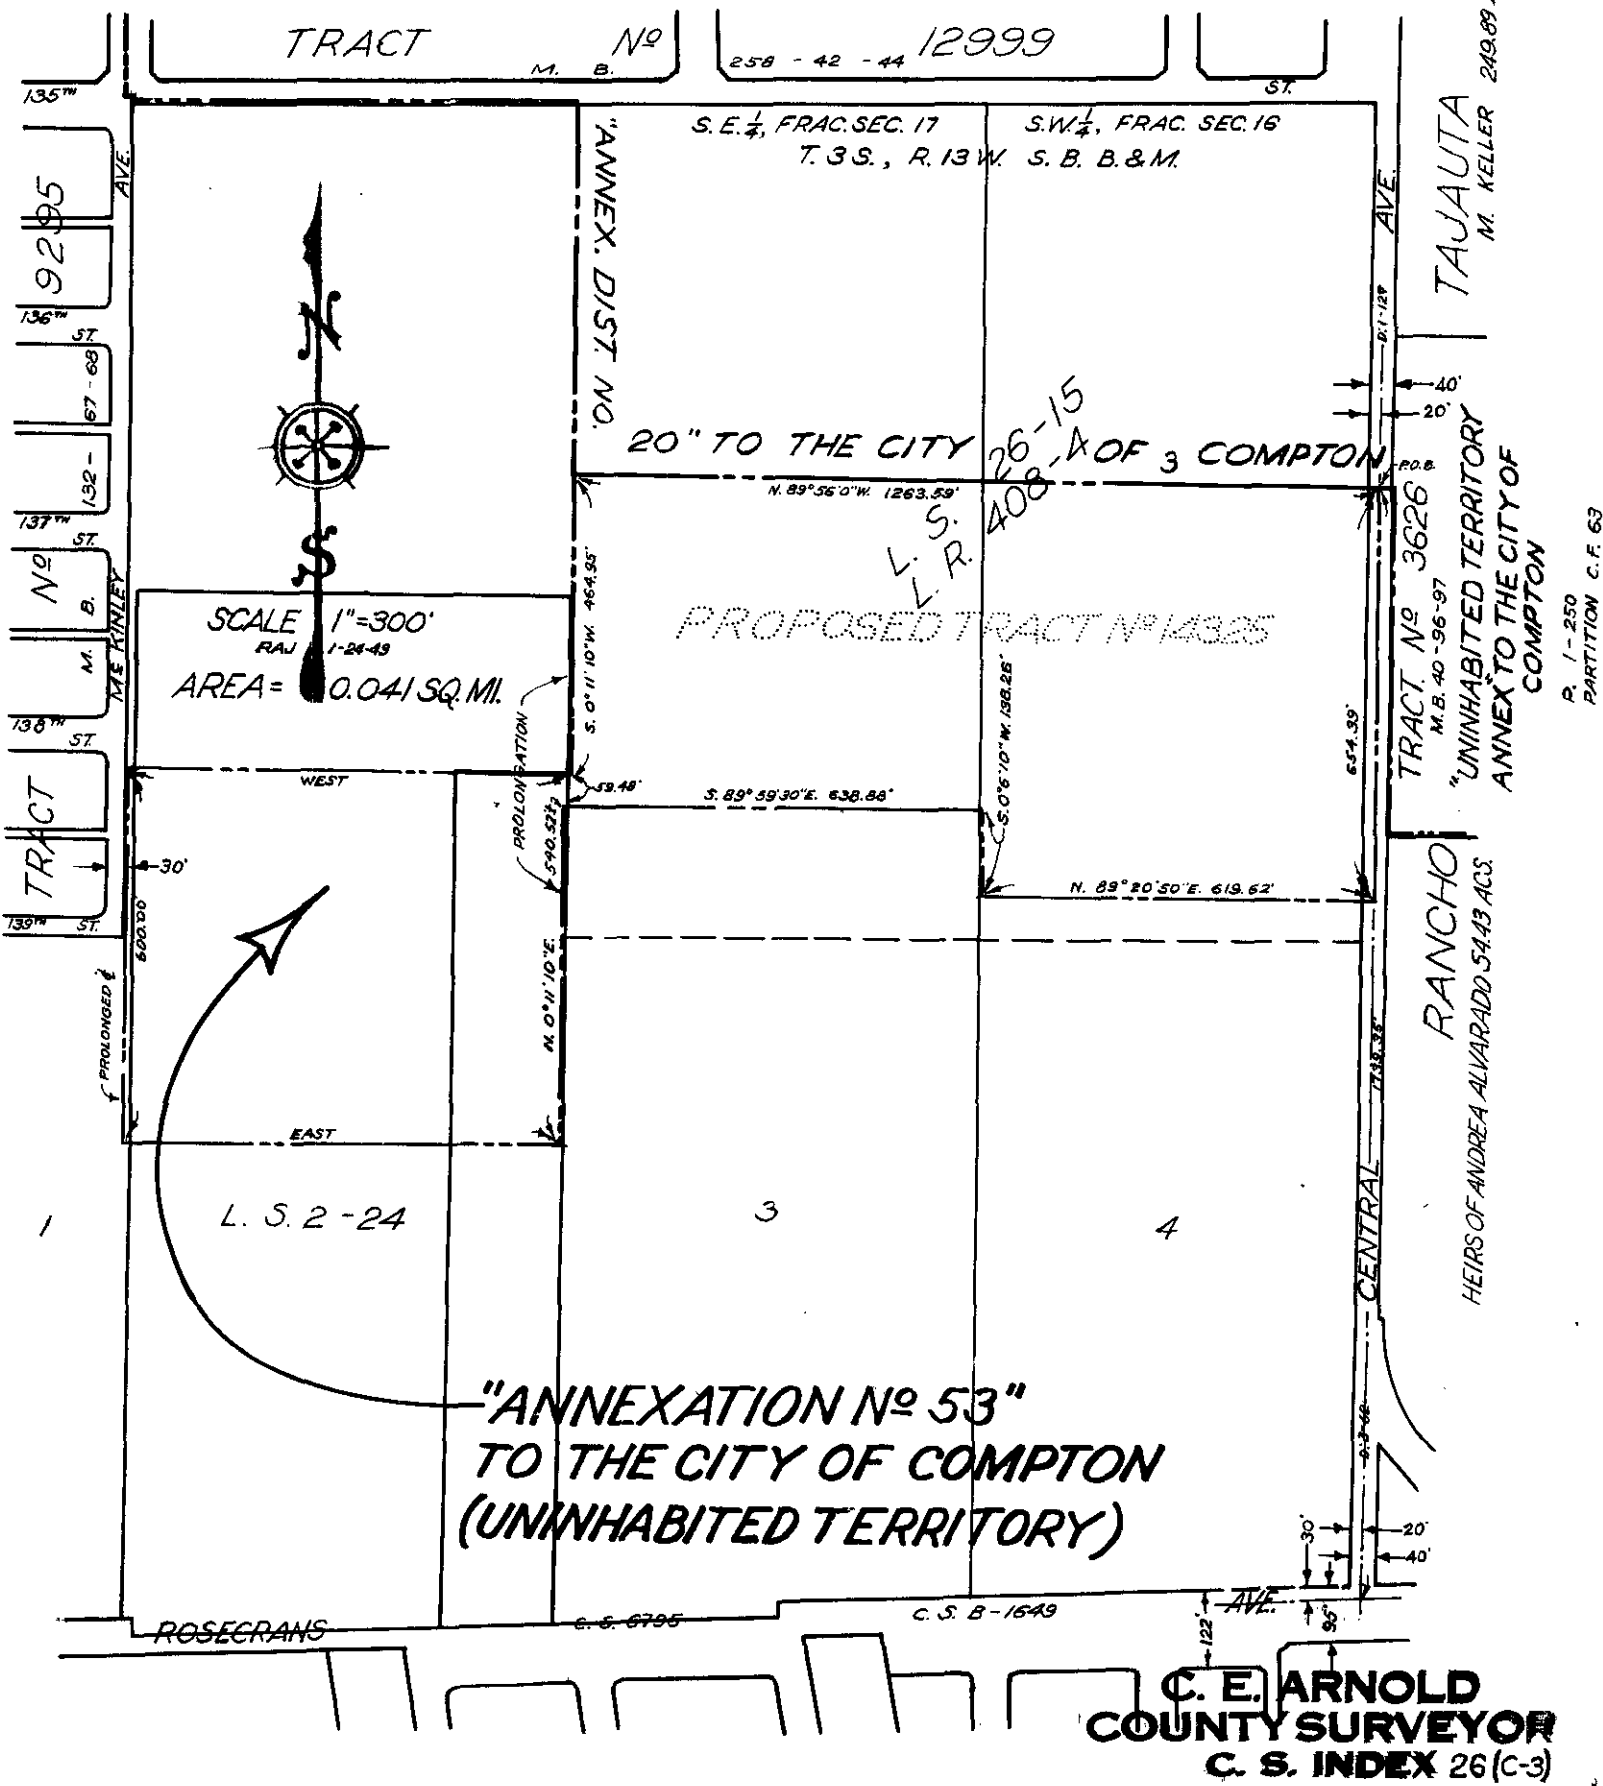 TRACT Nº 12999
M. B. 258 - 42 - 44
135TH ST.
S.E.¼, FRAC. SEC. 17
S.W.¼, FRAC. SEC. 16
T. 3 S., R. 13 W. S. B. B. & M.
TAJAUTA
M. KELLER 249.89
AVE.
AVE.
9295
136TH ST.
67 - 68
132 -
137TH ST.
"ANNEX. DIST. NO.
20" TO THE CITY OF COMPTON
3
26-15
408-A
L. S.
L. R.
N
S
40'
20'
P.O.B.
N. 89°56'0"W. 1263.59'
S. 0°11'10"W. 464.95'
PROPOSED TRACT Nº 14325
SCALE 1"=300'
RAJ 1-24-49
AREA = 0.041 SQ. MI.
Nº
M. B.
Mc KINLEY
138TH ST.
TRACT
139TH ST.
TRACT Nº 3626
M.B. 40-96-97
"UNINHABITED TERRITORY
ANNEX" TO THE CITY OF
COMPTON
P. 1-250
PARTITION C.F. 63
WEST
PROLONGATION
59.48'
S. 89°59'30"E. 638.88'
S. 0°6'10"W. 138.26'
654.39'
N. 89°20'50"E. 619.62'
30'
600.00'
N. 0°11'10"E.
PROLONGED ℄
EAST
RANCHO
HEIRS OF ANDREA ALVARADO 54.43 ACS.
1
L. S. 2 - 24
3
4
CENTRAL
"ANNEXATION Nº 53"
TO THE CITY OF COMPTON
(UNINHABITED TERRITORY)
30'
20'
40'
ROSECRANS
C. S. 6795
C. S. B-1649
AVE.
122'
C. E. ARNOLD
COUNTY SURVEYOR
C. S. INDEX 26 (C-3)